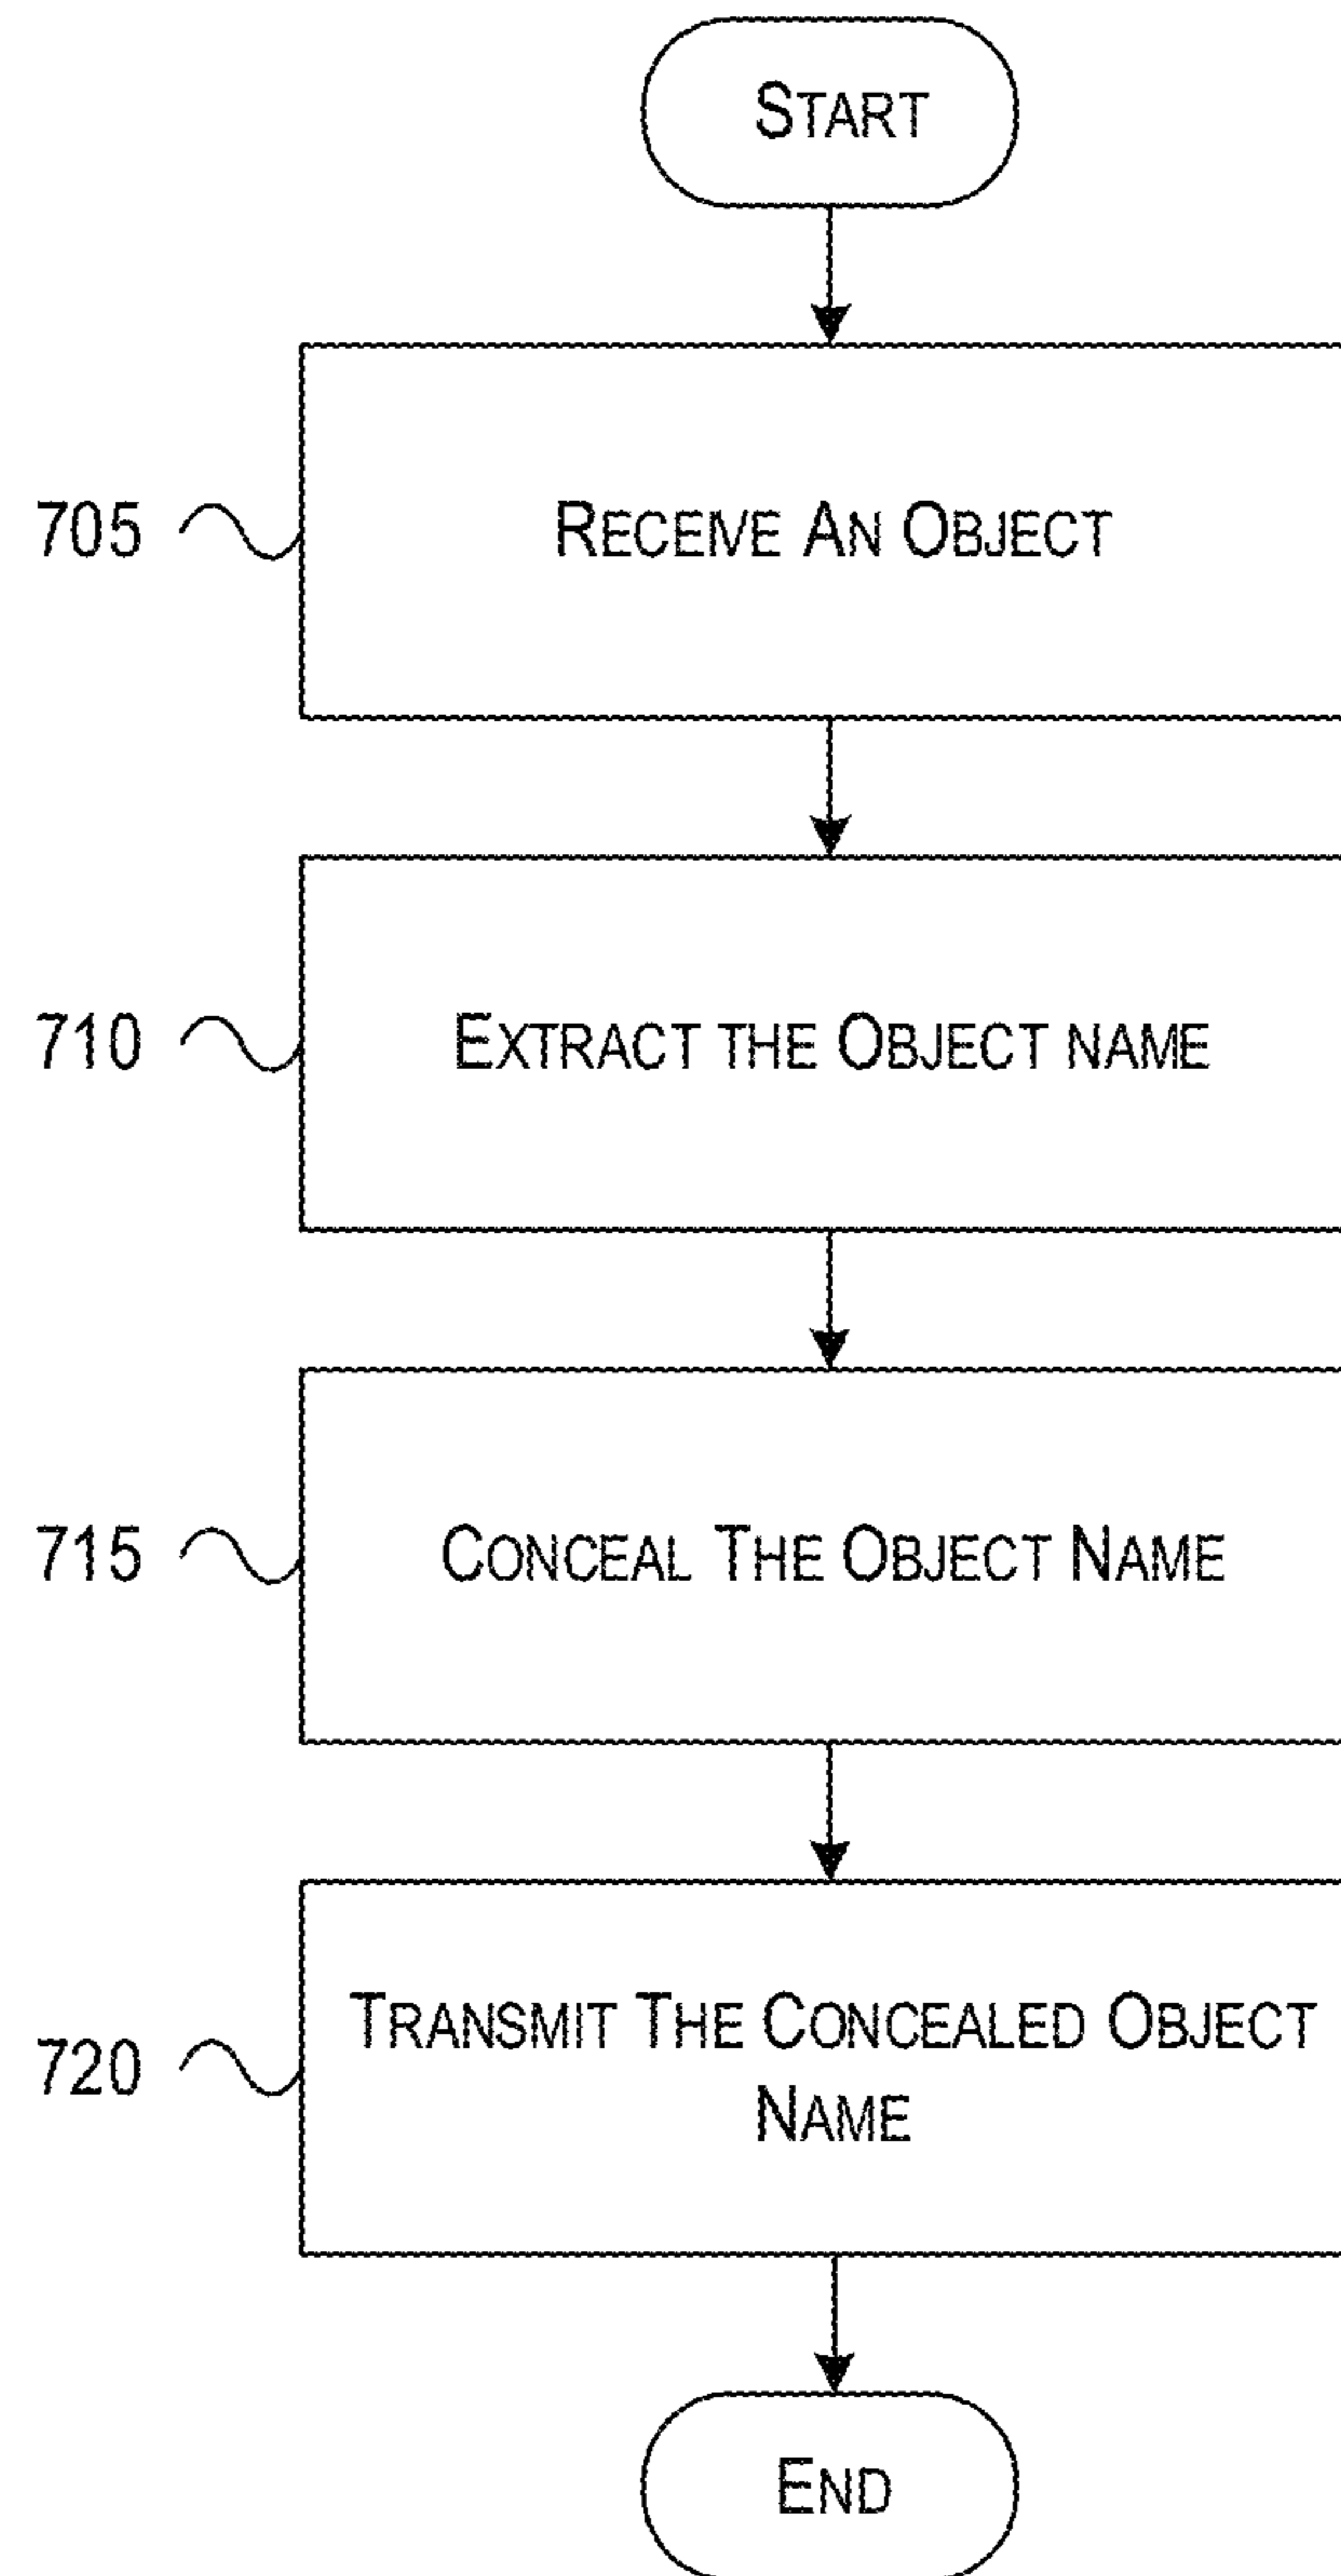 START
705 RECEIVE AN OBJECT
710 EXTRACT THE OBJECT NAME
715 CONCEAL THE OBJECT NAME
TRANSMIT THE CONCEALED OBJECT
720
NAME
END